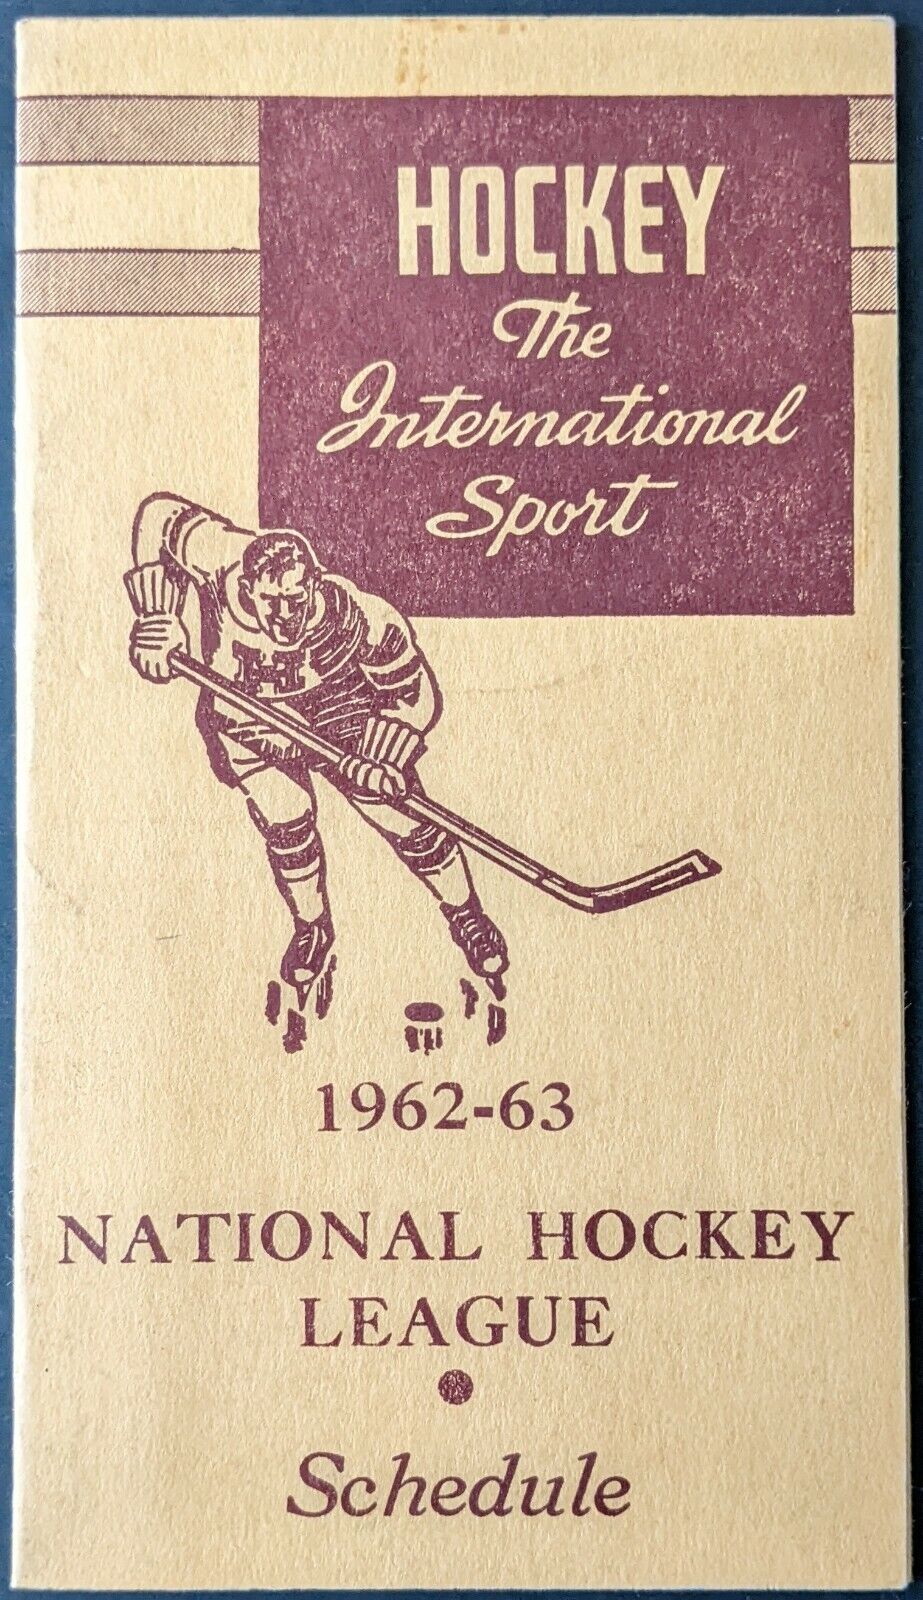 HOCKEY
The
International
Sport
H
1962-63
NATIONAL HOCKEY
LEAGUE
Schedule